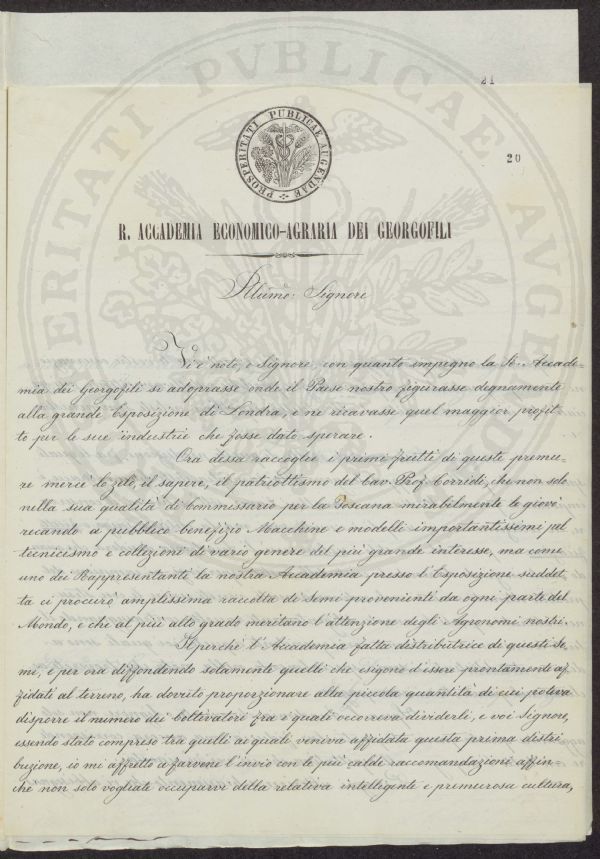 21
20
PROSPERITATI PUBLICAE AUGENDAE
R. ACCADEMIA ECONOMICO-AGRARIA DEI GEORGOFILI
Illumo. Signore
Vi è noto, o Signore, con quanto impegno la R. Accade-
mia dei Georgofili si adoprasse onde il Paese nostro figurasse degnamente
alla grande Esposizione di Londra, e ne ricavasse quel maggior profit-
to per le sue industrie che fosse dato sperare.
Ora dessa raccoglie i primi frutti di queste premu-
re mercè lo zelo, il sapere, il patriottismo del Cav. Prof. Corridi, che non solo
nella sua qualità di Commissario per la Toscana mirabilmente le giovò
recando a pubblico benefizio Macchine e modelli importantissimi pel
tecnicismo e collezioni di vario genere del più grande interesse, ma come
uno dei Rappresentanti la nostra Accademia presso l'Esposizione suddet-
ta ci procurò amplissima raccolta di Semi provenienti da ogni parte del
Mondo, e che al più alto grado meritano l'attenzione degli Agronomi nostri.
Il perchè l'Accademia fatta distributrice di questi Se-
mi, e per ora diffondendo solamente quelli che esigono d'essere prontamente af-
fidati al terreno, ha dovuto proporzionare alla piccola quantità di cui poteva
disporre il numero dei Coltivatori fra i quali occorreva dividerli, e voi Signore,
essendo stato compreso tra quelli ai quali veniva affidata questa prima distri-
buzione, io mi affretto a farvene l'invio con le più calde raccomandazioni affin-
chè non solo vogliate occuparvi della relativa intelligente e premurosa cultura,